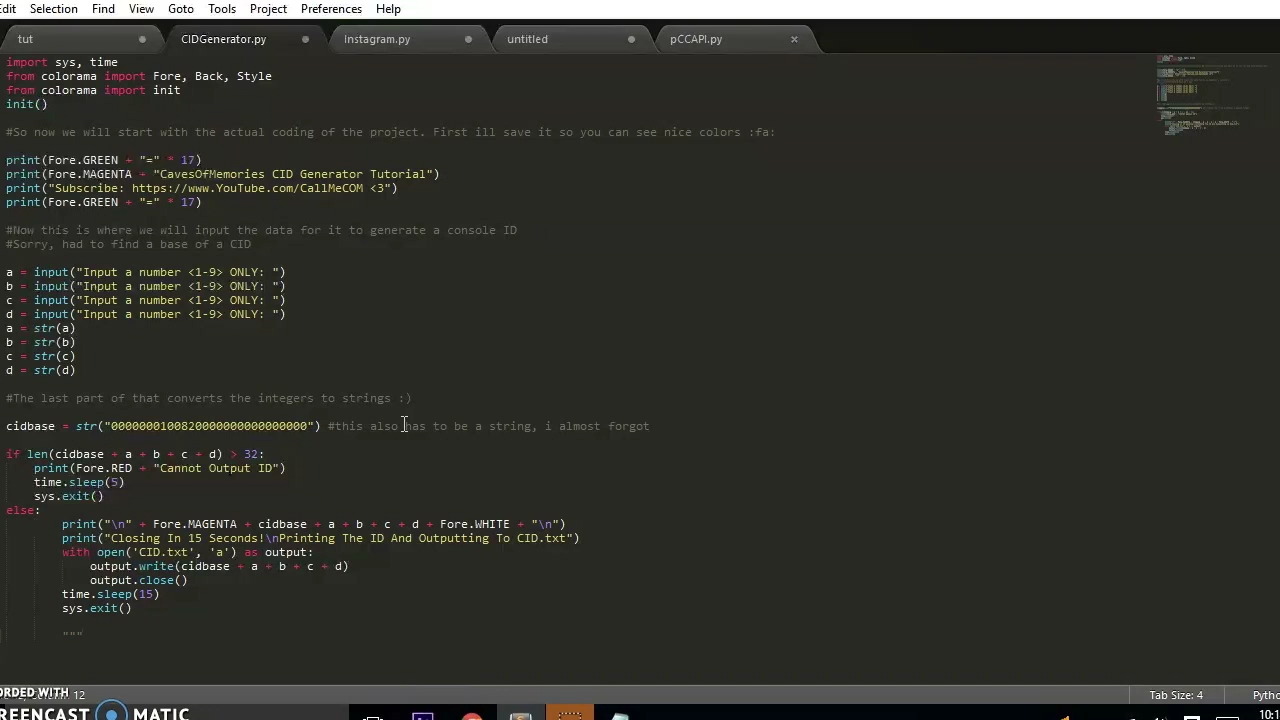 Edit Selection Find View Goto Tools Project Preferences Help
tut CIDGenerator.py Instagram.py untitled pCCAPI.py
import sys, time
from colorama import Fore, Back, Style
from colorama import init
init()
#So now we will start with the actual coding of the project. First ill save it so you can see nice colors :fa:
print(Fore.GREEN + "=" * 17)
print(Fore.MAGENTA + "CavesOfMemories CID Generator Tutorial")
print("Subscribe: https://www.YouTube.com/CallMeCOM <3")
print(Fore.GREEN + "=" * 17)
#Now this is where we will input the data for it to generate a console ID
#Sorry, had to find a base of a CID
a = input("Input a number <1-9> ONLY: ")
b = input("Input a number <1-9> ONLY: ")
c = input("Input a number <1-9> ONLY: ")
d = input("Input a number <1-9> ONLY: ")
a = str(a)
b = str(b)
c = str(c)
d = str(d)
#The last part of that converts the integers to strings :)
cidbase = str("0000000100820000000000000000") #this also has to be a string, i almost forgot
if len(cidbase + a + b + c + d) > 32:
print(Fore.RED + "Cannot Output ID")
time.sleep(5)
sys.exit()
else:
print("\n" + Fore.MAGENTA + cidbase + a + b + c + d + Fore.WHITE + "\n")
print("Closing In 15 Seconds!\nPrinting The ID And Outputting To CID.txt")
with open('CID.txt', 'a') as output:
output.write(cidbase + a + b + c + d)
output.close()
time.sleep(15)
sys.exit()
"""
ORDED WITH 12 Tab Size: 4 Pytho
REENCAST MATIC 10:1